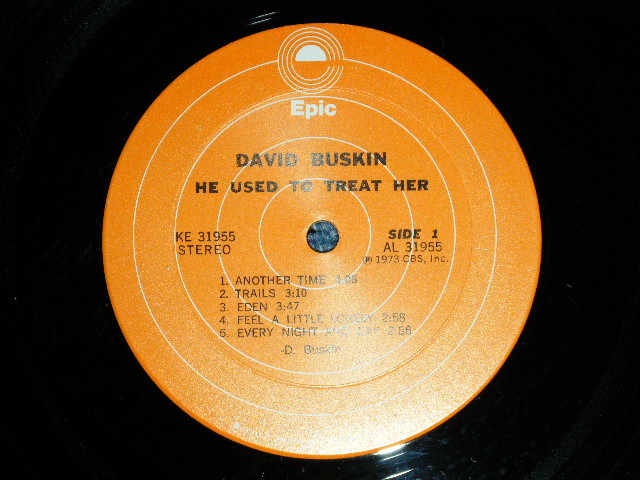 Epic
DAVID BUSKIN
HE USED TO TREAT HER
KE 31955
STEREO
SIDE 1
AL 31955
℗ 1973 CBS, Inc.
1. ANOTHER TIME 3:05
2. TRAILS 3:10
3. EDEN 3:47
4. FEEL A LITTLE LONELY 2:58
5. EVERY NIGHT AND DAY 2:56
-D. Buskin